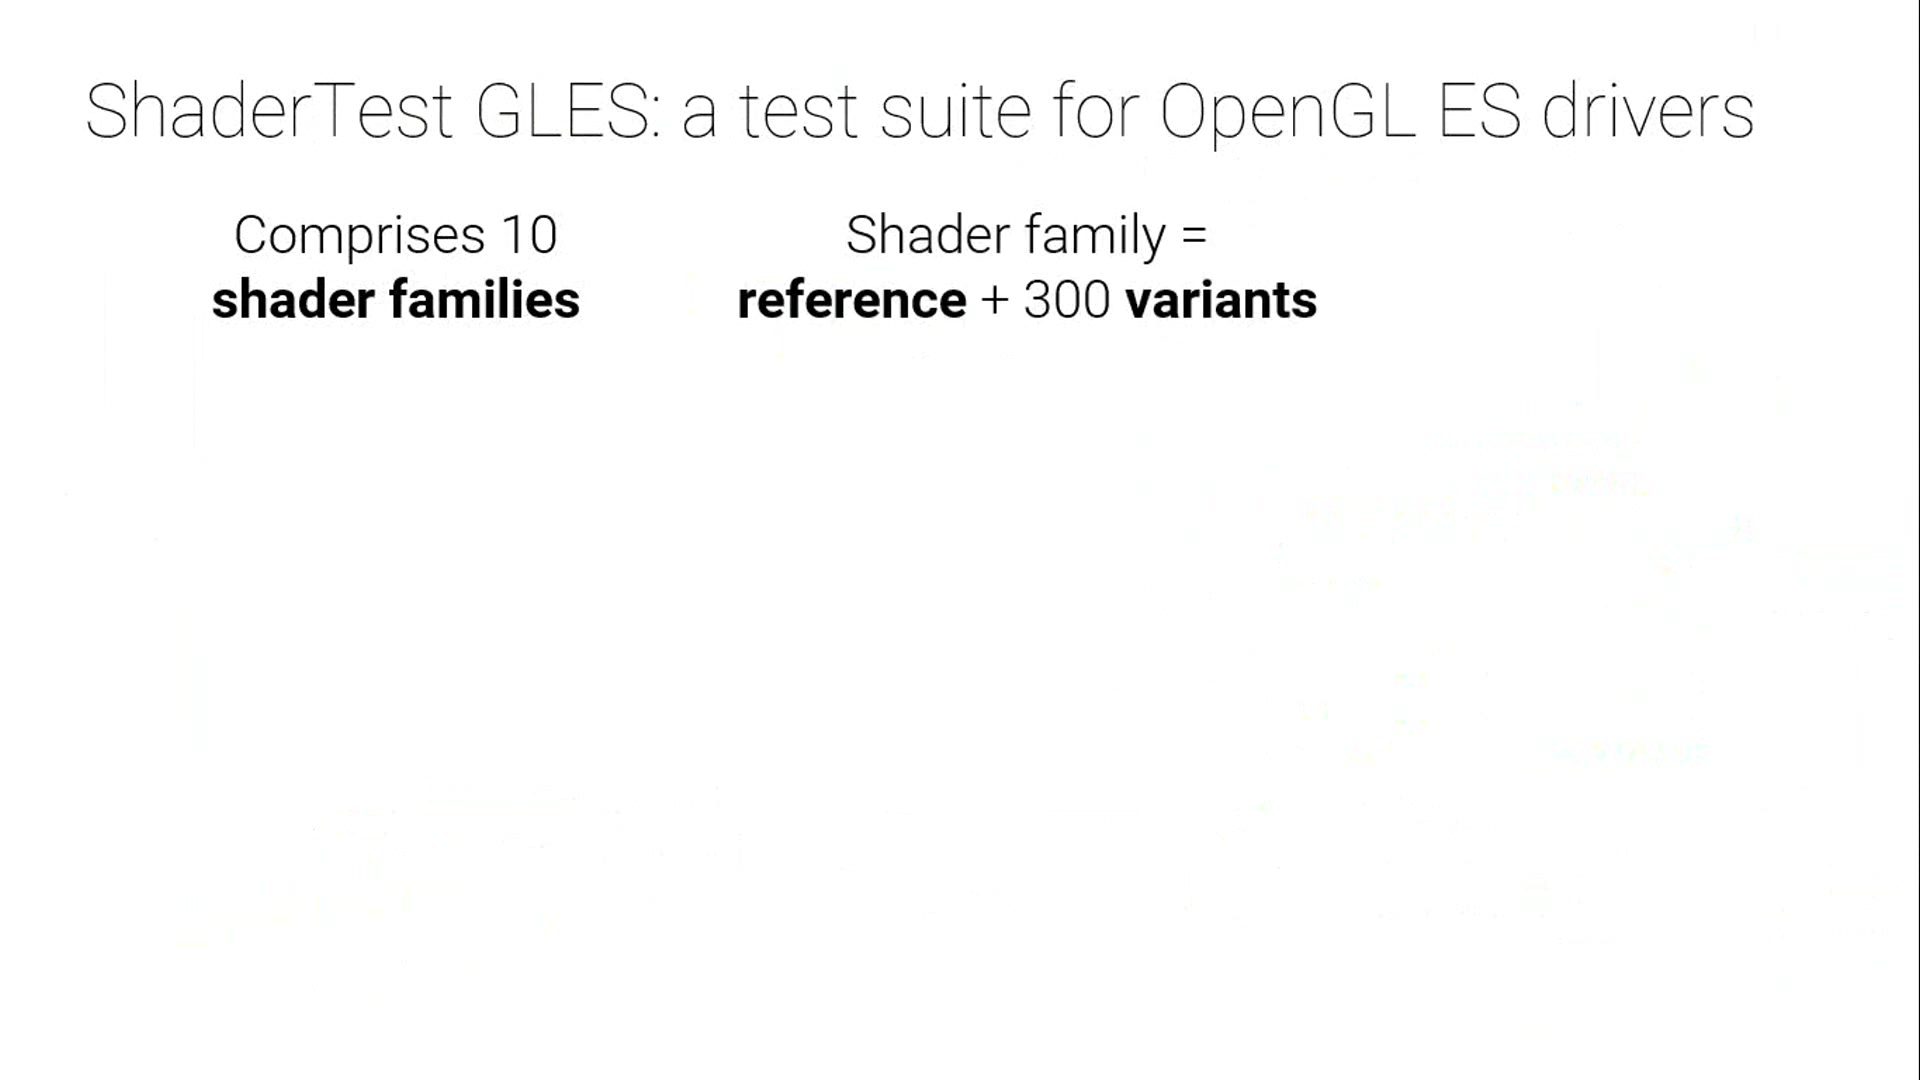 ShaderTest GLES: a test suite for OpenGL ES drivers
Comprises 10
shader families
Shader family =
reference + 300 variants